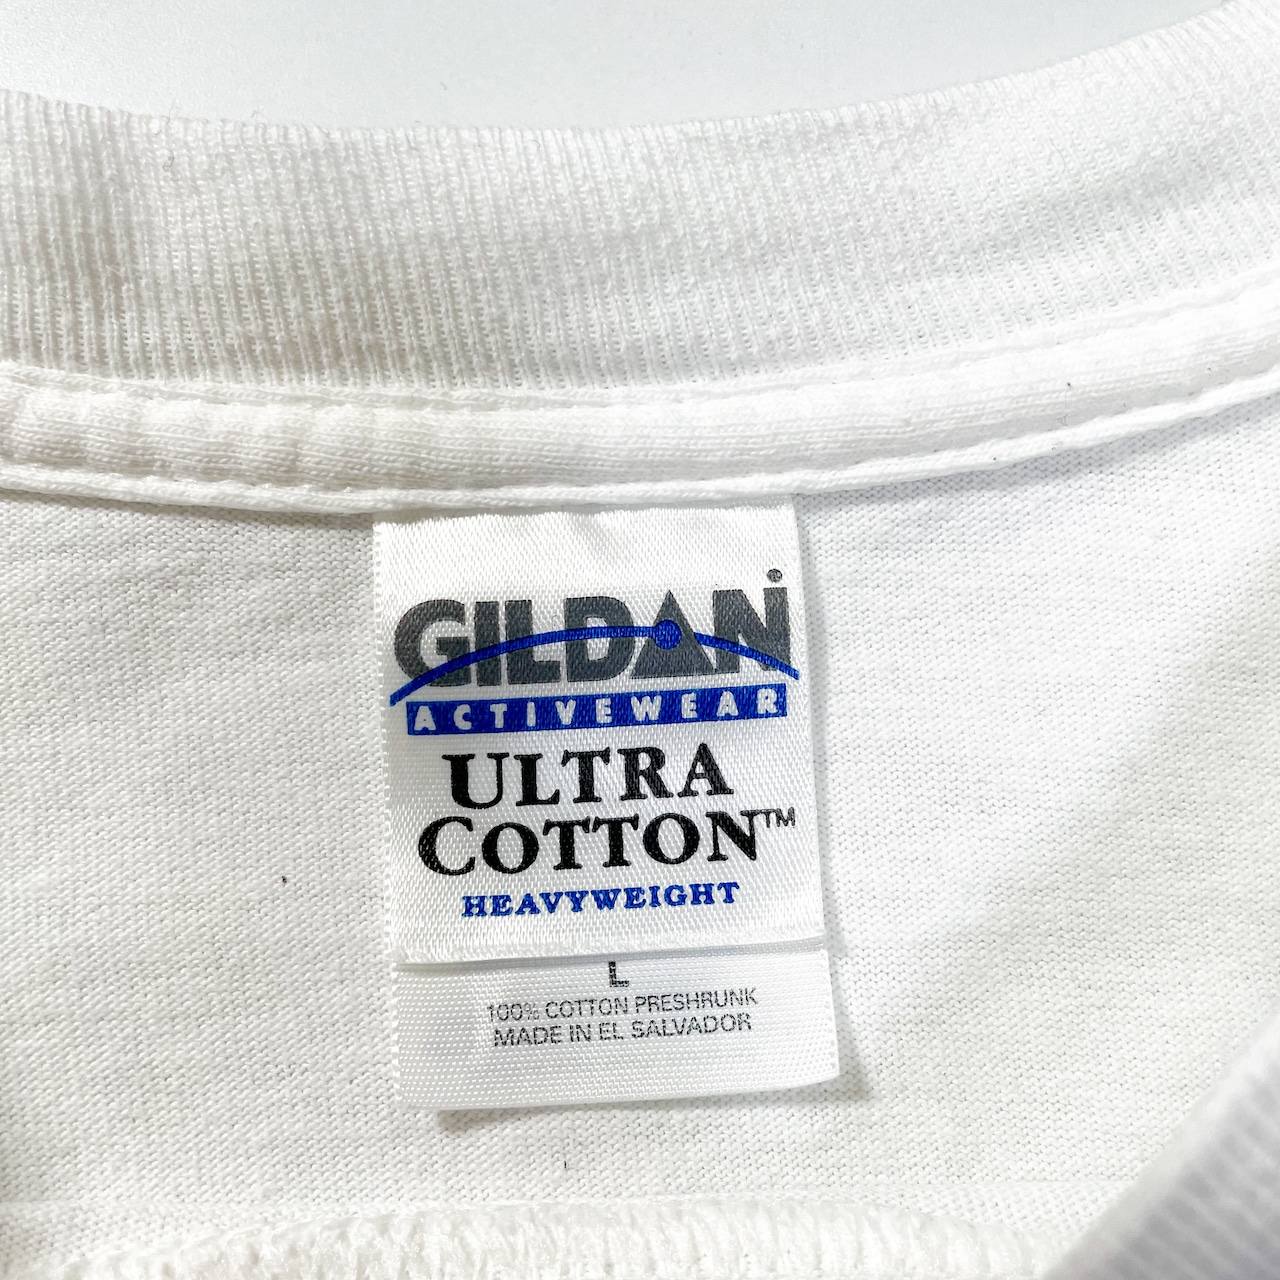 GILDAN®
ACTIVEWEAR
ULTRA
COTTON™
HEAVYWEIGHT
L
100% COTTON PRESHRUNK
MADE IN EL SALVADOR